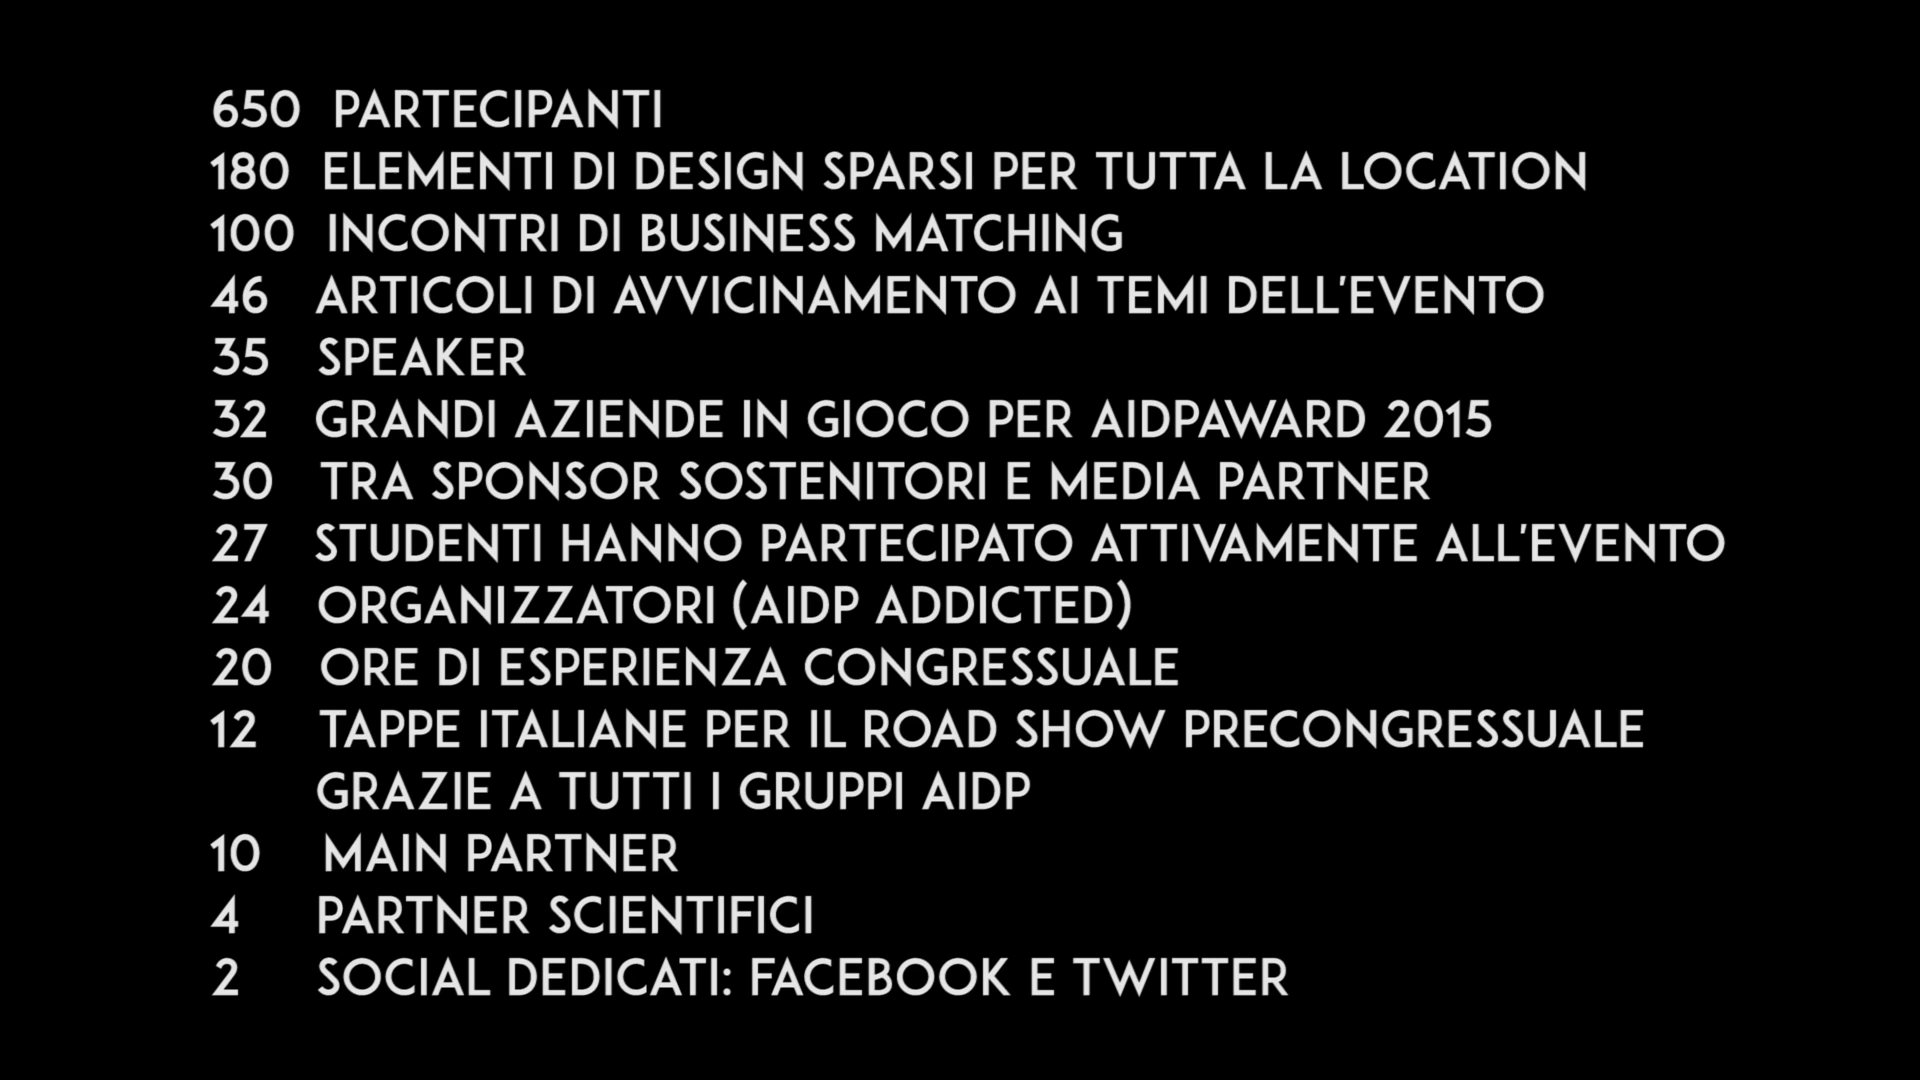 650 PARTECIPANTI
180 ELEMENTI DI DESIGN SPARSI PER TUTTA LA LOCATION
100 INCONTRI DI BUSINESS MATCHING
46 ARTICOLI DI AVVICINAMENTO AI TEMI DELL'EVENTO
35 SPEAKER
32 GRANDI AZIENDE IN GIOCO PER AIDPAWARD 2015
30 TRA SPONSOR SOSTENITORI E MEDIA PARTNER
27 STUDENTI HANNO PARTECIPATO ATTIVAMENTE ALL'EVENTO
24 ORGANIZZATORI (AIDP ADDICTED)
20 ORE DI ESPERIENZA CONGRESSUALE
12 TAPPE ITALIANE PER IL ROAD SHOW PRECONGRESSUALE
GRAZIE A TUTTI I GRUPPI AIDP
10 MAIN PARTNER
4 PARTNER SCIENTIFICI
2 SOCIAL DEDICATI: FACEBOOK E TWITTER